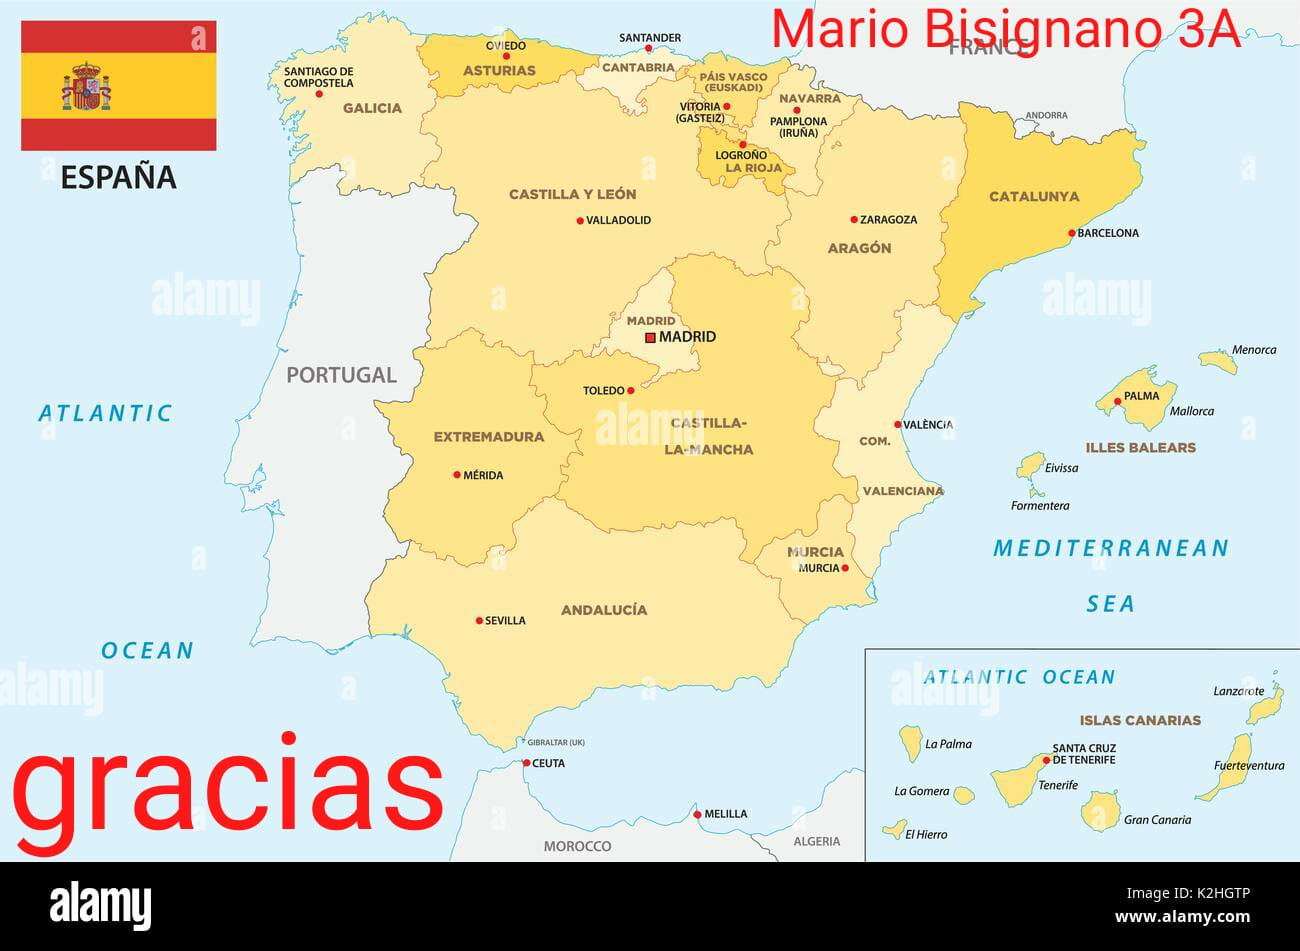 Mario Bisignano 3A
FRANCE
ESPAÑA
SANTIAGO DE
COMPOSTELA
GALICIA
OVIEDO
ASTURIAS
SANTANDER
CANTABRIA
PÁIS VASCO
(EUSKADI)
VITORIA
(GASTEIZ)
NAVARRA
PAMPLONA
(IRUÑA)
LOGROÑO
LA RIOJA
ANDORRA
CATALUNYA
BARCELONA
CASTILLA Y LEÓN
VALLADOLID
ZARAGOZA
ARAGÓN
MADRID
MADRID
PORTUGAL
TOLEDO
CASTILLA-
LA-MANCHA
EXTREMADURA
MÉRIDA
VALÈNCiA
COM.
VALENCIANA
Menorca
PALMA
Mallorca
ILLES BALEARS
Eivissa
Formentera
ATLANTIC
OCEAN
MEDITERRANEAN
SEA
MURCIA
MURCIA
ANDALUCÍA
SEVILLA
GIBRALTAR (UK)
CEUTA
MELILLA
MOROCCO
ALGERIA
gracias
ATLANTIC OCEAN
ISLAS CANARIAS
Lanzarote
La Palma
SANTA CRUZ
DE TENERIFE
Tenerife
Fuerteventura
La Gomera
Gran Canaria
El Hierro
alamy
alamy
alamy
alamy
alamy
a
a
a
a
a
alamy
Image ID: K2HGTP
www.alamy.com